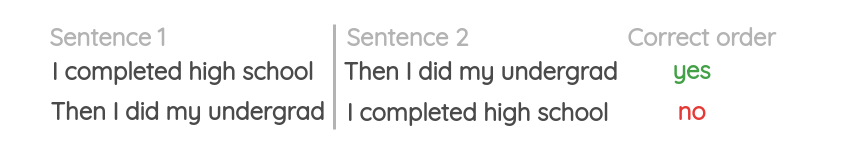 Sentence 1 Sentence 2 Correct order
I completed high school Then I did my undergrad yes
Then I did my undergrad I completed high school no